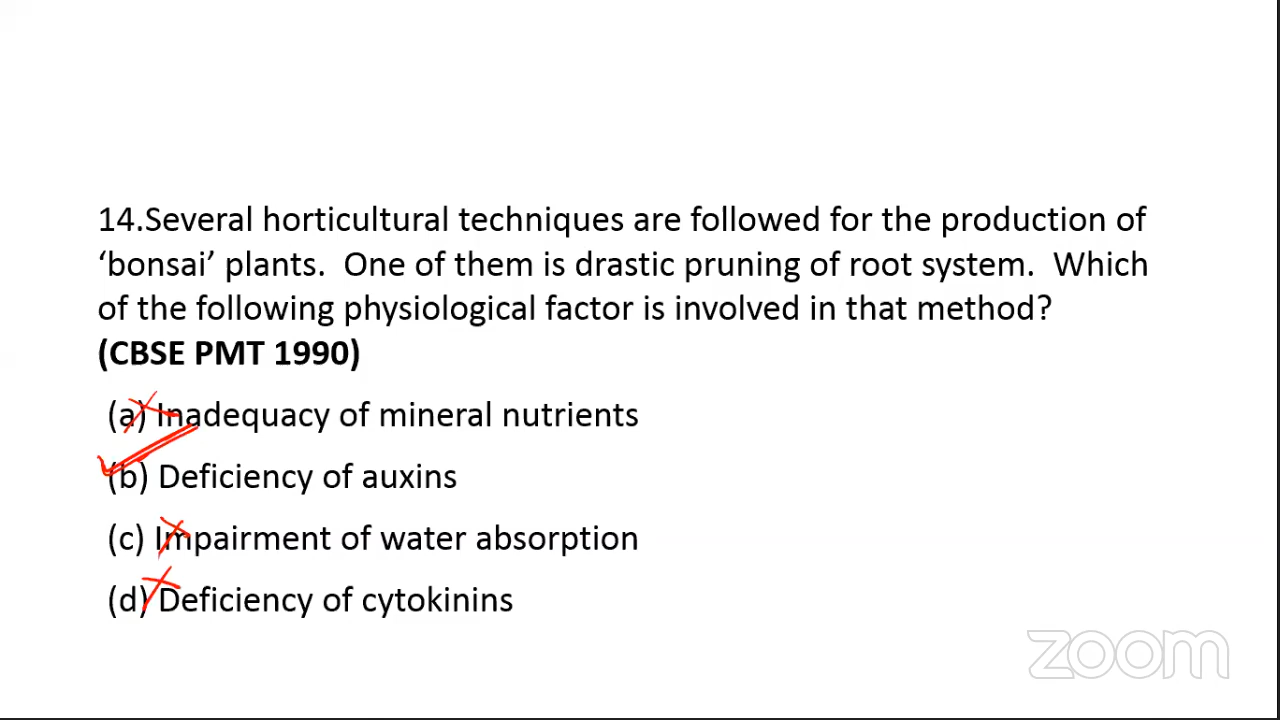 14.Several horticultural techniques are followed for the production of
‘bonsai’ plants. One of them is drastic pruning of root system. Which
of the following physiological factor is involved in that method?
(CBSE PMT 1990)
(a) Inadequacy of mineral nutrients
(b) Deficiency of auxins
(c) Impairment of water absorption
(d) Deficiency of cytokinins
zoom